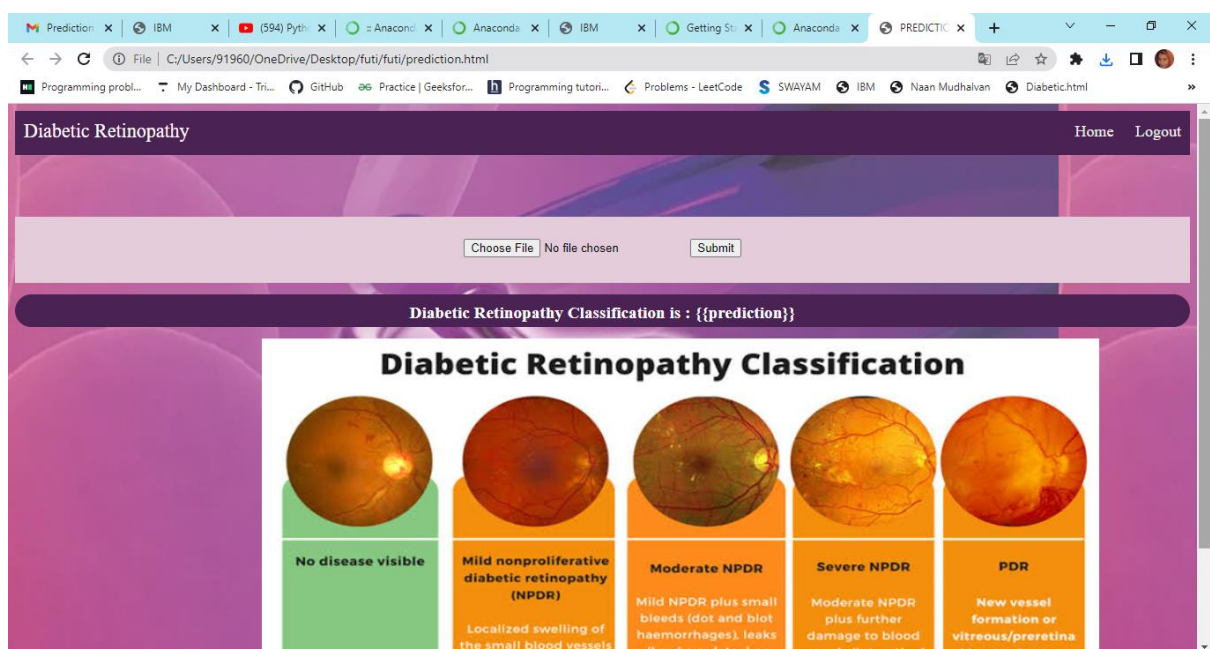 Prediction
IBM
(594) Pyth
:: Anacond
Anaconda
IBM
Getting St
Anaconda
PREDICTIO
File | C:/Users/91960/OneDrive/Desktop/futi/futi/prediction.html
Programming probl...
My Dashboard - Tri...
GitHub
Practice | Geeksfor...
Programming tutori...
Problems - LeetCode
SWAYAM
IBM
Naan Mudhalvan
Diabetic.html
»
Diabetic Retinopathy
Home
Logout
Choose File No file chosen
Submit
Diabetic Retinopathy Classification is : {{prediction}}
Diabetic Retinopathy Classification
No disease visible
Mild nonproliferative
diabetic retinopathy
(NPDR)
Localized swelling of
the small blood vessels
Moderate NPDR
Mild NPDR plus small
bleeds (dot and blot
haemorrhages), leaks
Severe NPDR
Moderate NPDR
plus further
damage to blood
PDR
New vessel
formation or
vitreous/preretina